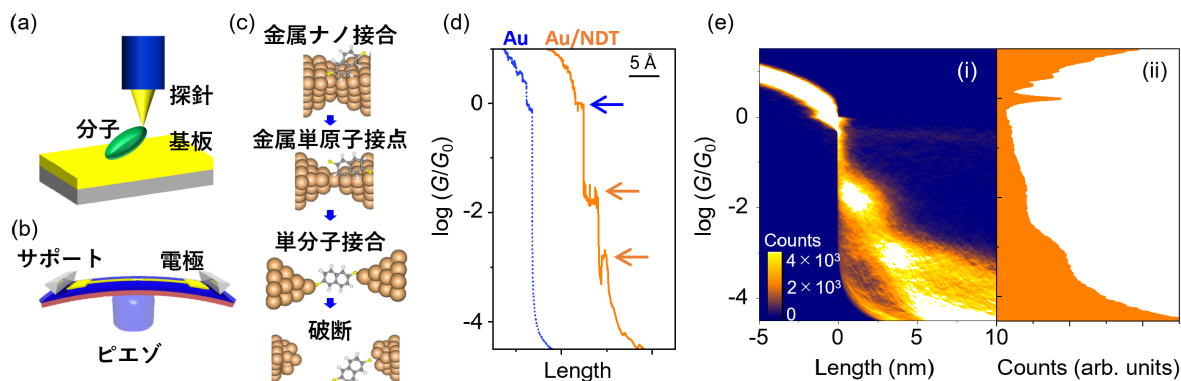 (a)
探針
分子
基板
(b)
サポート
電極
ピエゾ
(c)
金属ナノ接合
金属単原子接点
単分子接合
破断
(d)
Au
Au/NDT
5 Å
0
-2
-4
log (G/G0)
Length
(e)
(i)
(ii)
0
-2
-4
log (G/G0)
Counts
4×10³
2×10³
0
-5
0
5
10
Length (nm)
Counts (arb. units)